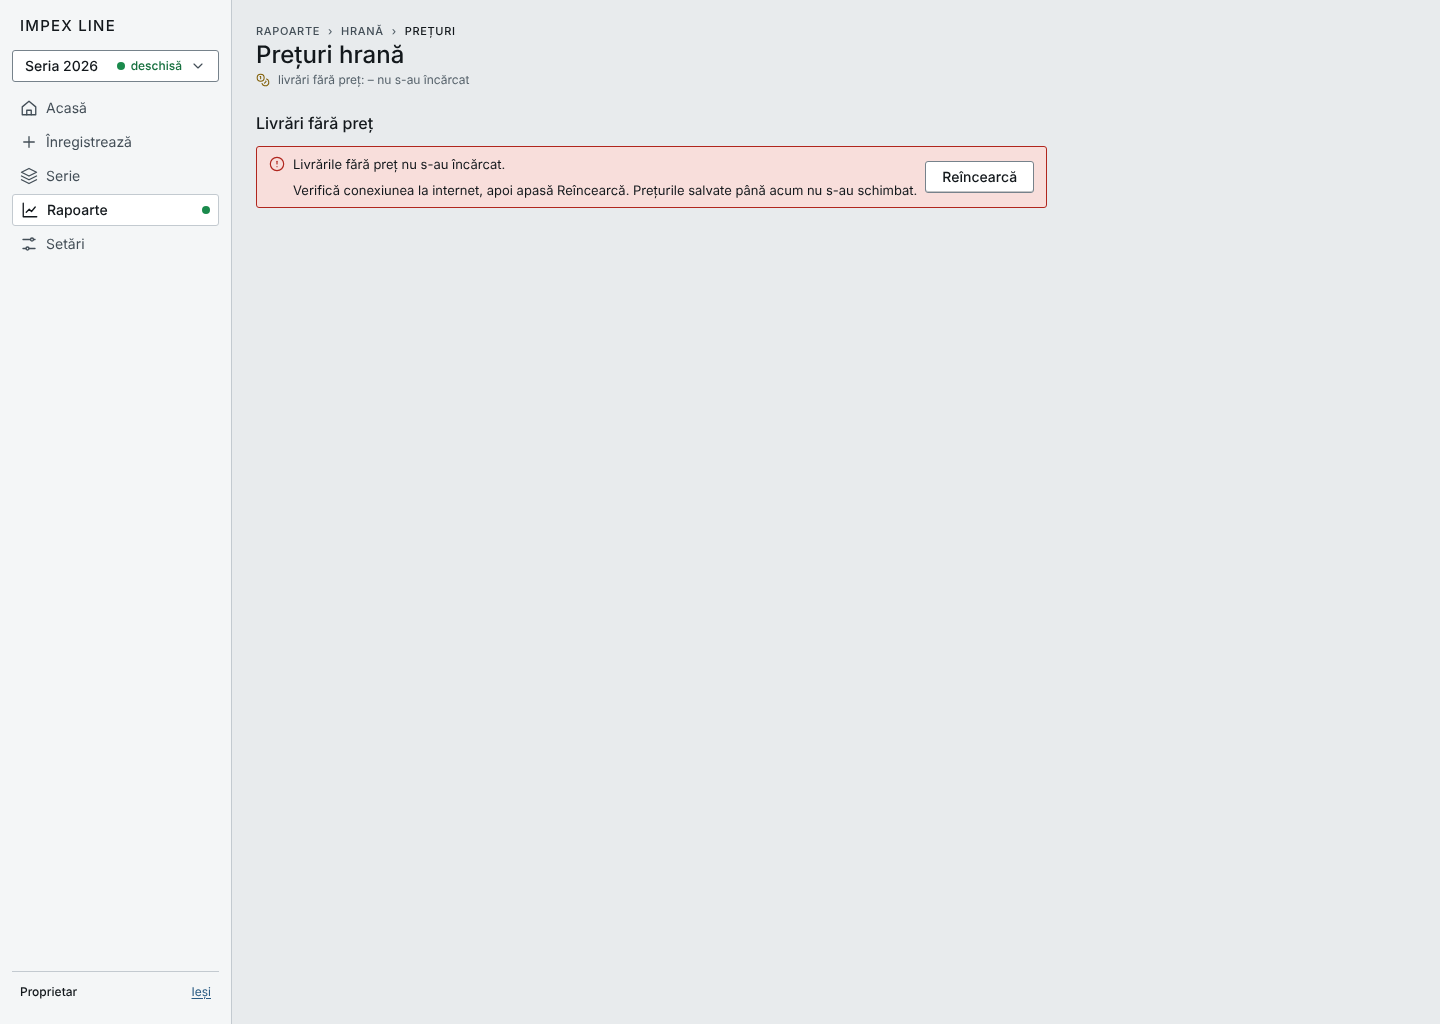 IMPEX LINE
Seria 2026 deschisă
Acasă
Înregistrează
Serie
Rapoarte
Setări
Proprietar Ieși
RAPOARTE › HRANĂ › PREȚURI
Prețuri hrană
livrări fără preț: – nu s-au încărcat
Livrări fără preț
Livrările fără preț nu s-au încărcat.
Verifică conexiunea la internet, apoi apasă Reîncearcă. Prețurile salvate până acum nu s-au schimbat.
Reîncearcă